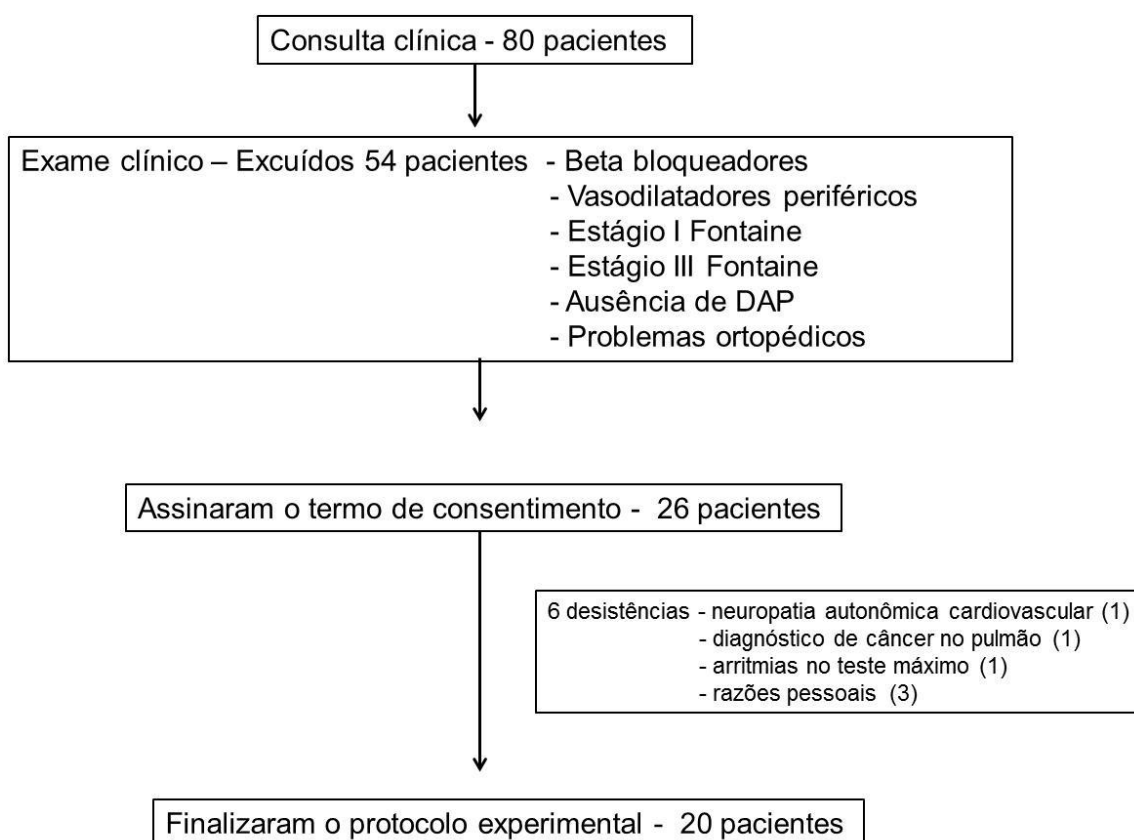 Consulta clínica - 80 pacientes
Exame clínico – Excuídos 54 pacientes - Beta bloqueadores
- Vasodilatadores periféricos
- Estágio I Fontaine
- Estágio III Fontaine
- Ausência de DAP
- Problemas ortopédicos
Assinaram o termo de consentimento - 26 pacientes
6 desistências - neuropatia autonômica cardiovascular (1)
- diagnóstico de câncer no pulmão (1)
- arritmias no teste máximo (1)
- razões pessoais (3)
Finalizaram o protocolo experimental - 20 pacientes